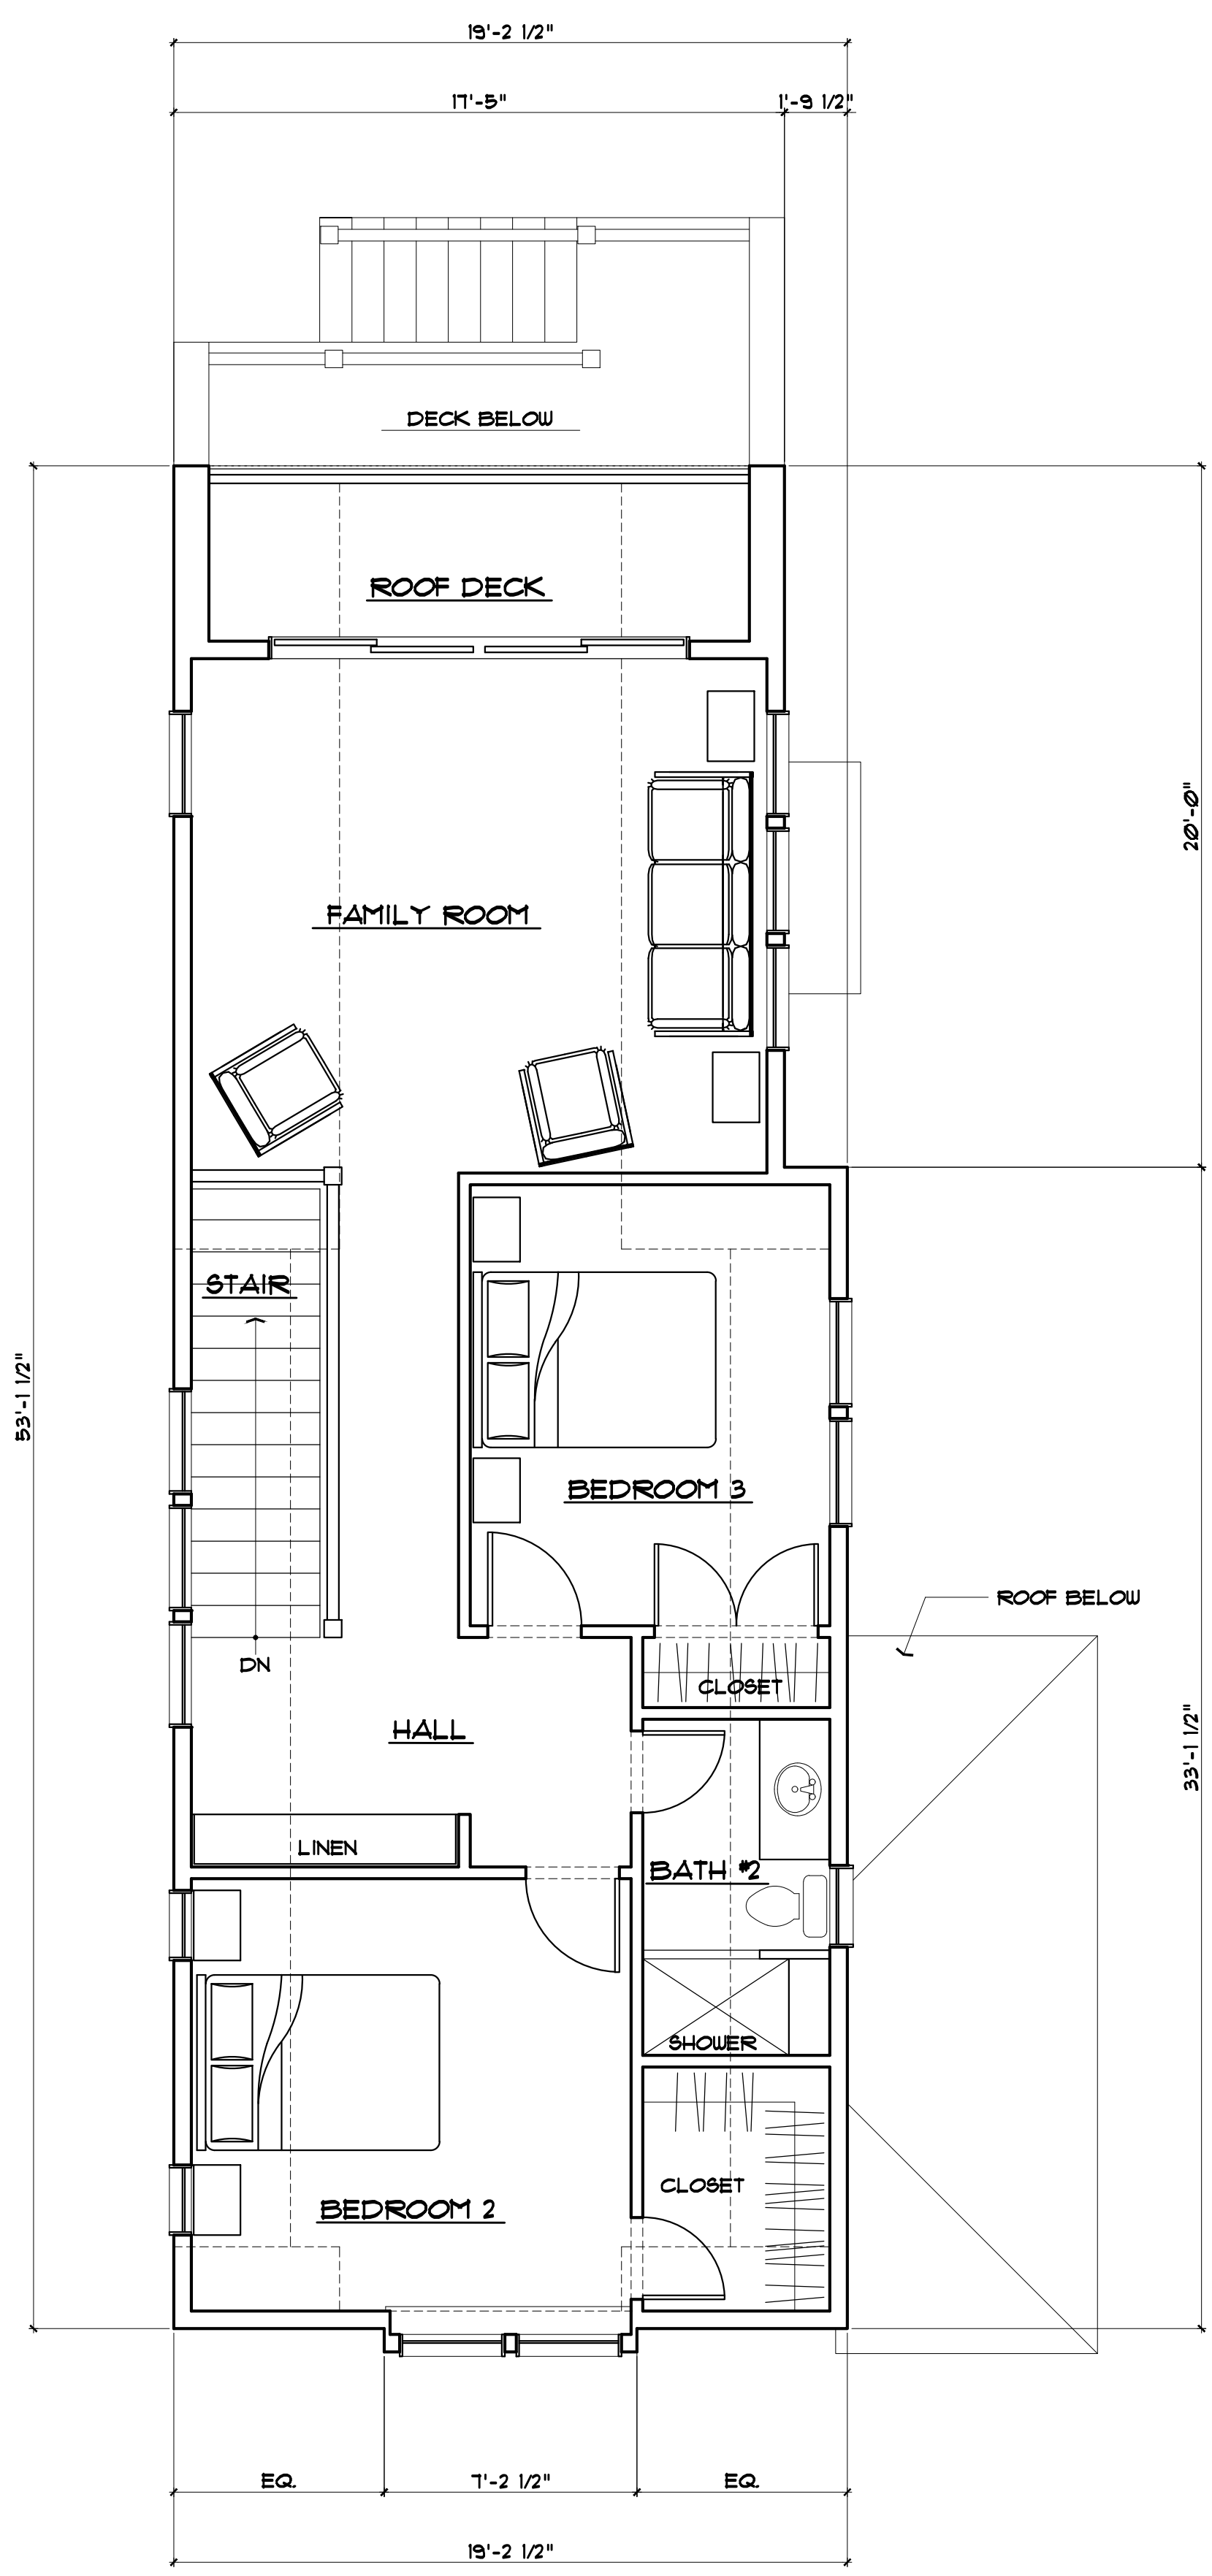 19'-2 1/2"
17'-5"
1'-9 1/2"
DECK BELOW
ROOF DECK
20'-0"
FAMILY ROOM
STAIR
53'-1 1/2"
BEDROOM 3
ROOF BELOW
DN
CLOSET
HALL
33'-1 1/2"
LINEN
BATH #2
SHOWER
CLOSET
BEDROOM 2
EQ.
7'-2 1/2"
EQ.
19'-2 1/2"